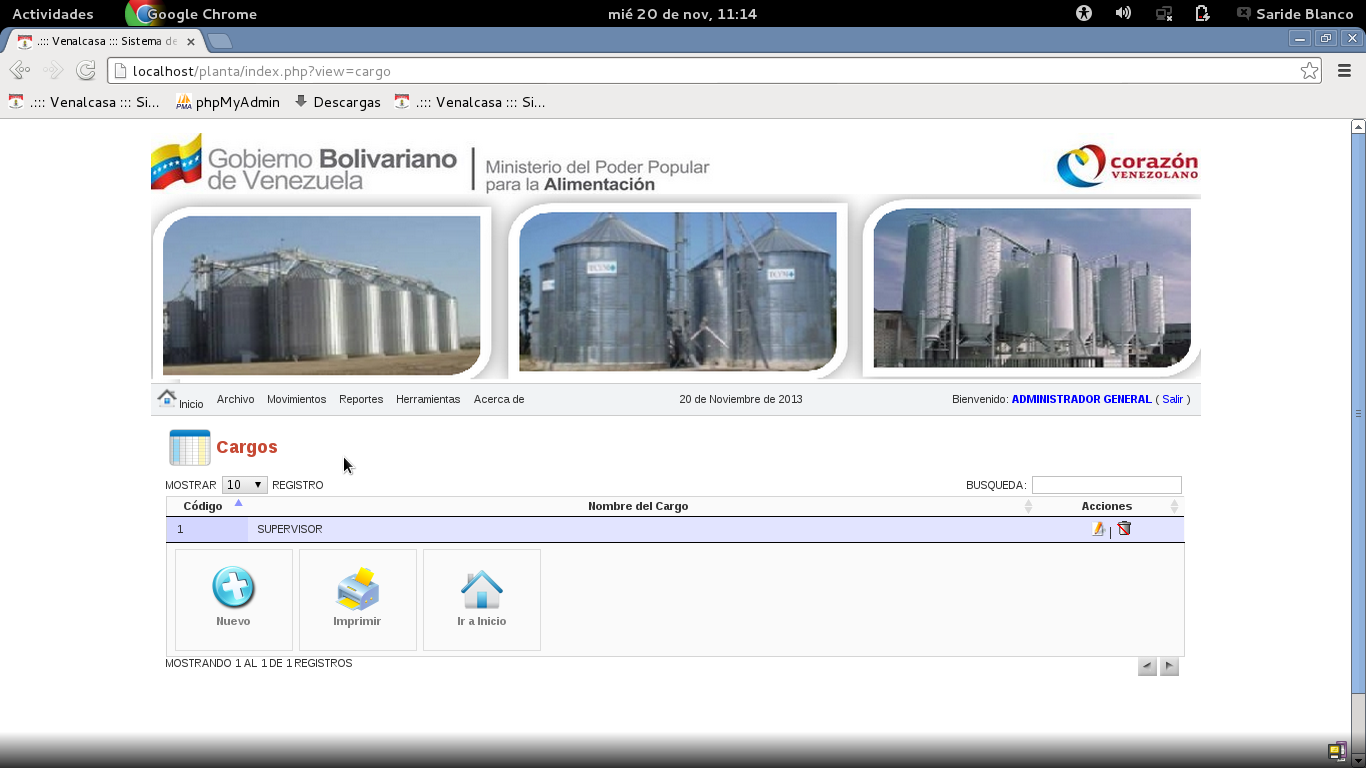 Actividades Google Chrome mié 20 de nov, 11:14 Saride Blanco
.::: Venalcasa ::: Sistema de
localhost/planta/index.php?view=cargo
.::: Venalcasa ::: Si... phpMyAdmin Descargas .::: Venalcasa ::: Si...
Gobierno Bolivariano
de Venezuela
Ministerio del Poder Popular
para la Alimentación
corazón
VENEZOLANO
Inicio Archivo Movimientos Reportes Herramientas Acerca de 20 de Noviembre de 2013 Bienvenido: ADMINISTRADOR GENERAL ( Salir )
Cargos
MOSTRAR 10 REGISTRO BUSQUEDA:
Código Nombre del Cargo Acciones
1 SUPERVISOR |
Nuevo Imprimir Ir a Inicio
MOSTRANDO 1 AL 1 DE 1 REGISTROS